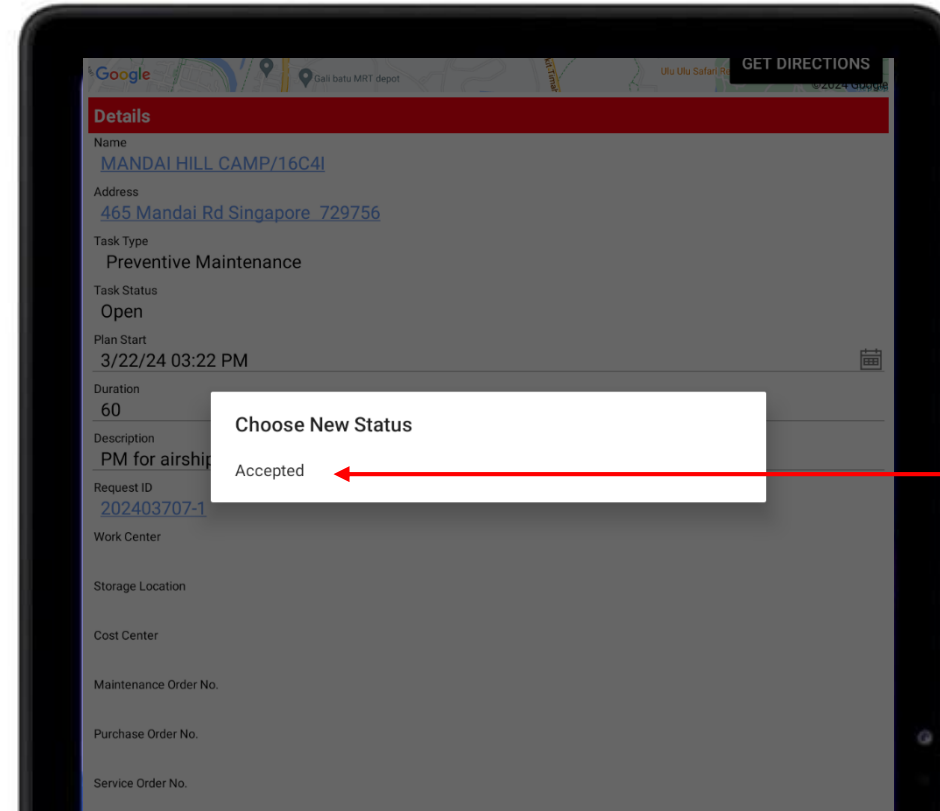 Google
Gali batu MRT depot
Ulu Ulu Safari
GET DIRECTIONS
©2024 Google
Details
Name
MANDAI HILL CAMP/16C4I
Address
465 Mandai Rd Singapore 729756
Task Type
Preventive Maintenance
Task Status
Open
Plan Start
3/22/24 03:22 PM
Duration
60
Choose New Status
Description
PM for airship
Accepted
Request ID
202403707-1
Work Center
Storage Location
Cost Center
Maintenance Order No.
Purchase Order No.
Service Order No.